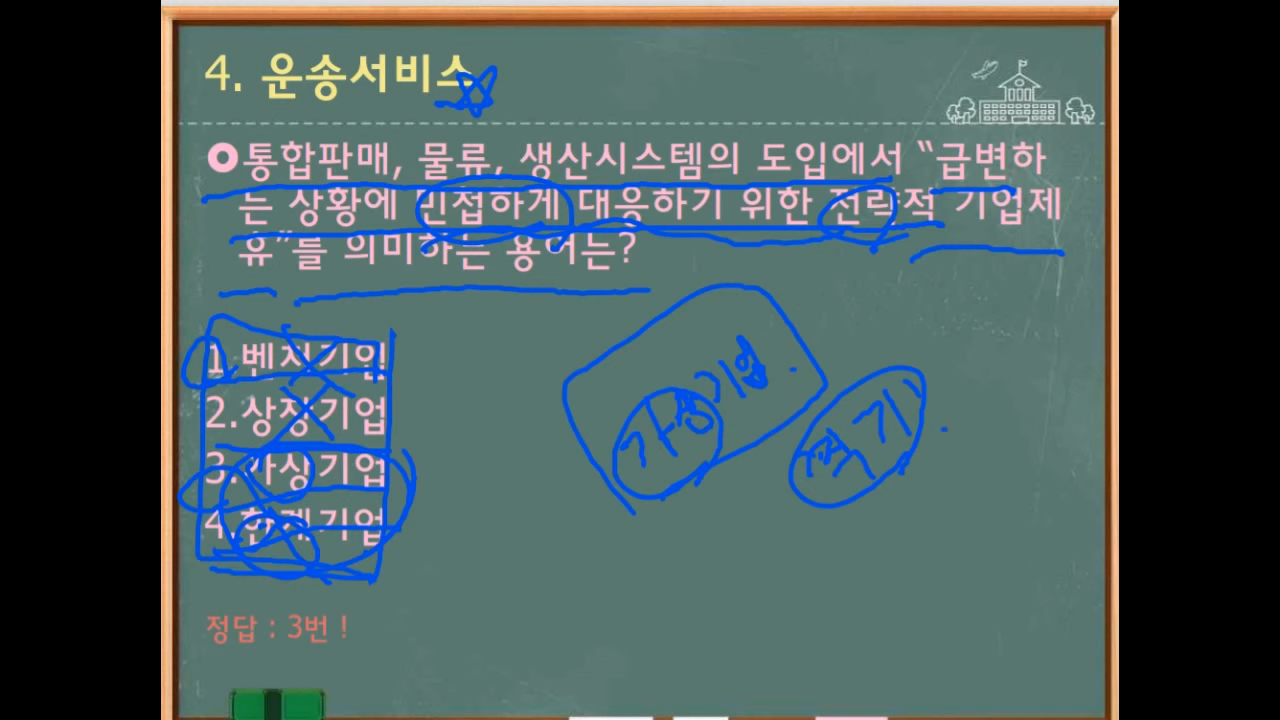 4. 운송서비스
통합판매, 물류, 생산시스템의 도입에서 “급변하
는 상황에 민접하게 대응하기 위한 전략적 기업제
휴”를 의미하는 용어는?
1.벤처기업
2.상장기업
3.가상기업
4.한계기업
가상기업
적기
정답 : 3번 !